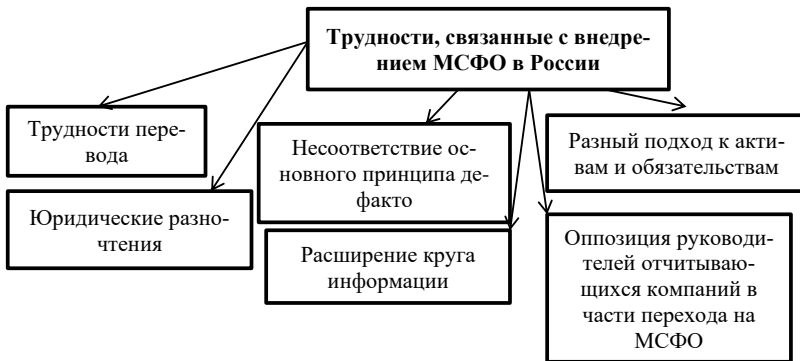 Трудности, связанные с внедре-
нием МСФО в России
Трудности пере-
вода
Юридические разно-
чтения
Несоответствие ос-
новного принципа де-
факто
Расширение круга
информации
Разный подход к акти-
вам и обязательствам
Оппозиция руководи-
телей отчитываю-
щихся компаний в
части перехода на
МСФО